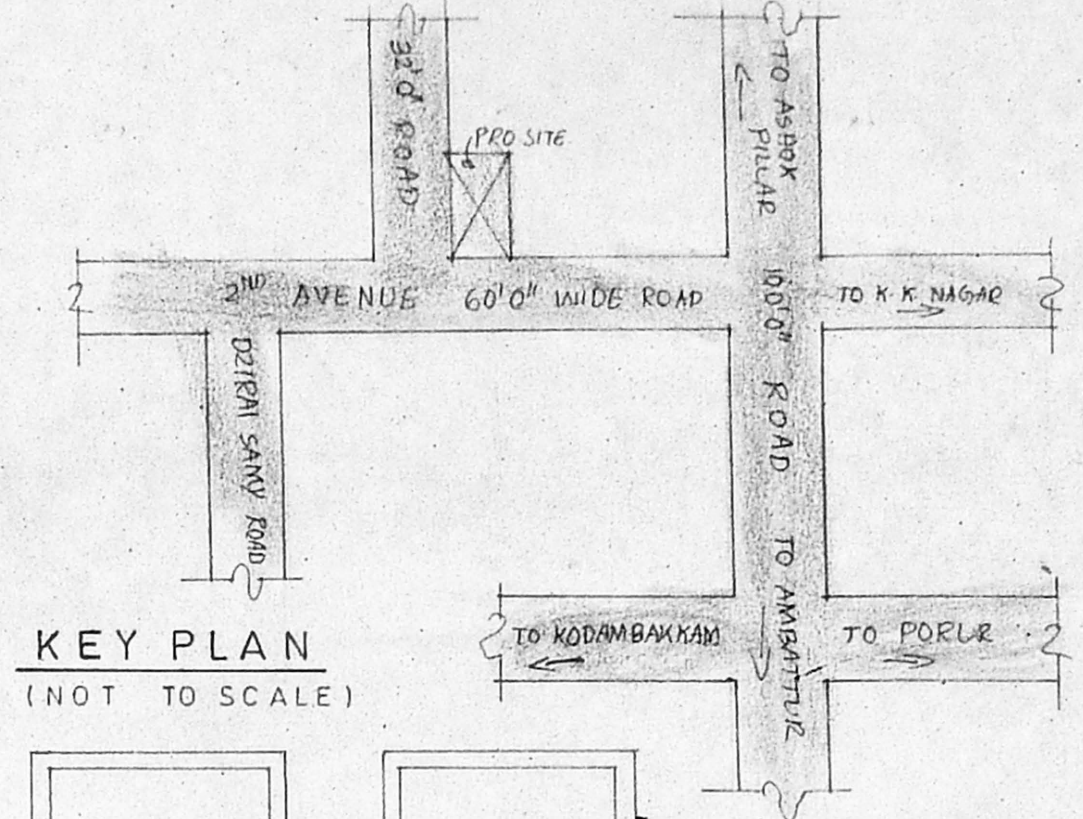 32'0" ROAD
PRO SITE
TO ASHOK
PILLAR
2ND AVENUE 60'0" WIDE ROAD
100'0" ROAD
TO K.K. NAGAR
DURAI SAMY ROAD
TO AMBATTUR
TO KODAMBAKKAM
TO PORUR
KEY PLAN
(NOT TO SCALE)